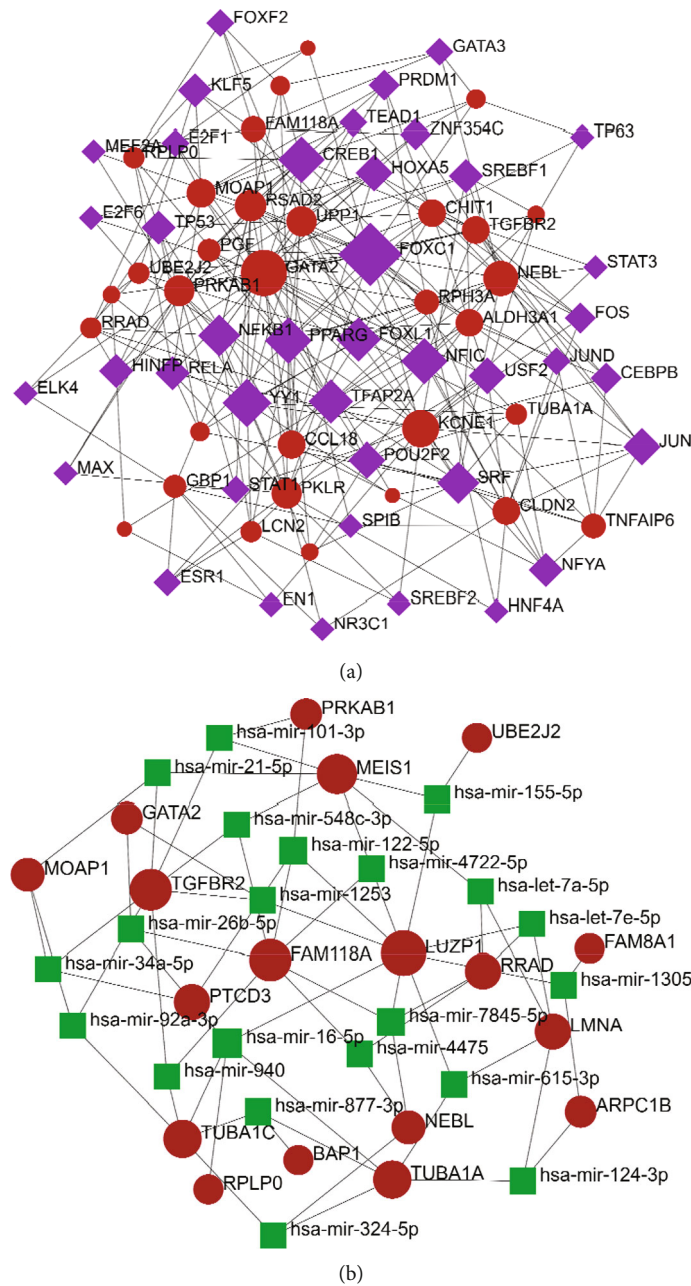 FOXF2
GATA3
KLF5
PRDM1
TEAD1
FAM118A
ZNF354C
TP63
MEF2A
E2F1
RPLP0
CREB1
HOXA5
SREBF1
MOAP1
RSAD2
E2F6
TP53
UPP1
CHIT1
TGFBR2
FOXC1
PGF
UBE2J2
GATA2
NEBL
STAT3
PRKAB1
RPH3A
RRAD
NFKB1
PPARG
FOXL1
ALDH3A1
FOS
NFIC
JUND
HINFP
RELA
USF2
CEBPB
ELK4
YY1
TFAP2A
TUBA1A
KCNE1
CCL18
JUN
POU2F2
MAX
GBP1
STAT1
PKLR
SRF
CLDN2
LCN2
SPIB
TNFAIP6
ESR1
NFYA
EN1
SREBF2
HNF4A
NR3C1
(a)
PRKAB1
hsa-mir-101-3p
UBE2J2
hsa-mir-21-5p
MEIS1
hsa-mir-155-5p
GATA2
hsa-mir-548c-3p
hsa-mir-122-5p
MOAP1
hsa-mir-4722-5p
TGFBR2
hsa-let-7a-5p
hsa-mir-1253
hsa-let-7e-5p
hsa-mir-26b-5p
LUZP1
FAM8A1
FAM118A
hsa-mir-34a-5p
RRAD
hsa-mir-1305
PTCD3
hsa-mir-92a-3p
hsa-mir-7845-5p
LMNA
hsa-mir-16-5p
hsa-mir-4475
hsa-mir-940
hsa-mir-615-3p
hsa-mir-877-3p
ARPC1B
NEBL
TUBA1C
BAP1
TUBA1A
hsa-mir-124-3p
RPLP0
hsa-mir-324-5p
(b)